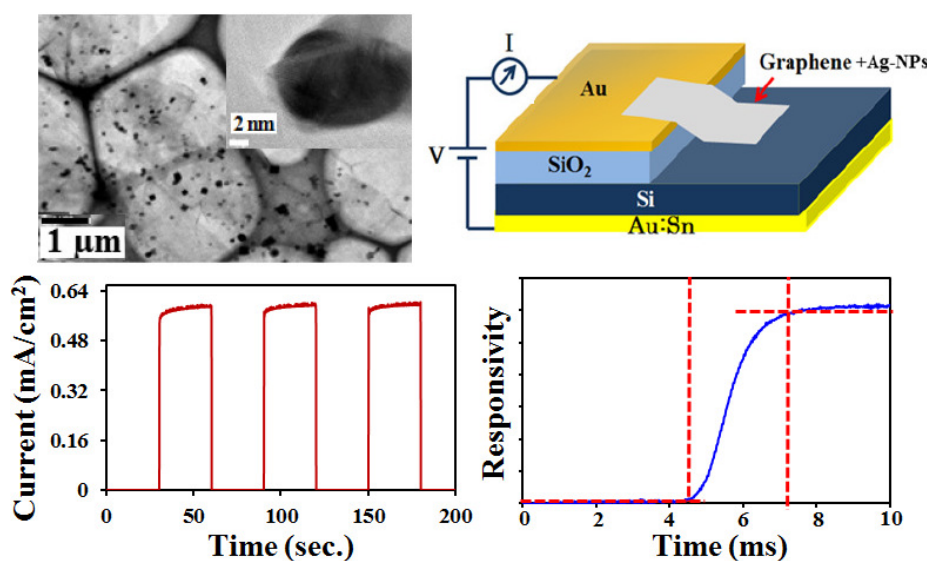 2 nm
1 µm
I
V
Au
Graphene +Ag-NPs
SiO2
Si
Au:Sn
Current (mA/cm²)
0.64
0.48
0.32
0.16
0
0 50 100 150 200
Time (sec.)
Responsivity
0 2 4 6 8 10
Time (ms)